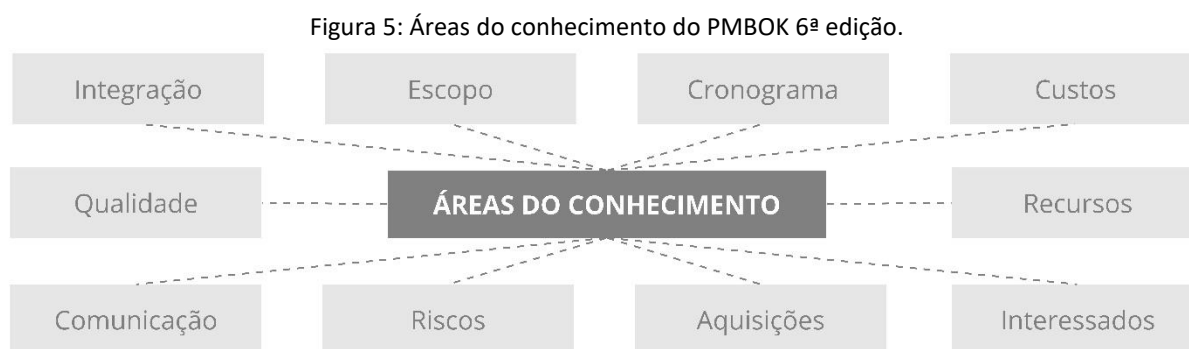 Figura 5: Áreas do conhecimento do PMBOK 6ª edição.
Integração
Escopo
Cronograma
Custos
Qualidade
ÁREAS DO CONHECIMENTO
Recursos
Comunicação
Riscos
Aquisições
Interessados